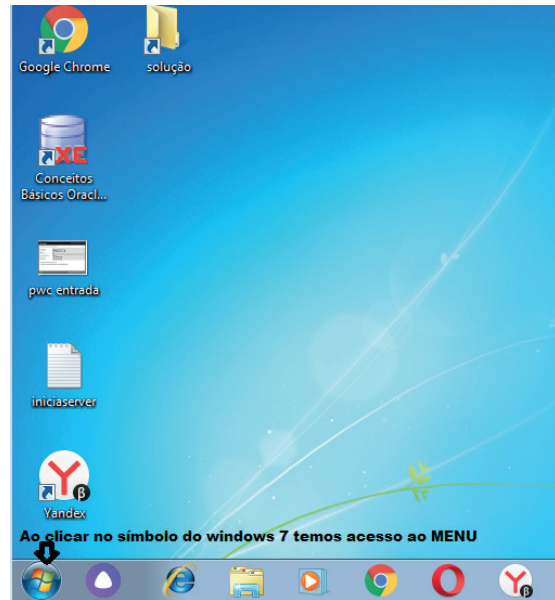 Google Chrome
solução
XE
Conceitos
Básicos Oracl...
pwc entrada
iniciaserver
Y β
Yandex
Ao clicar no símbolo do windows 7 temos acesso ao MENU
Y β